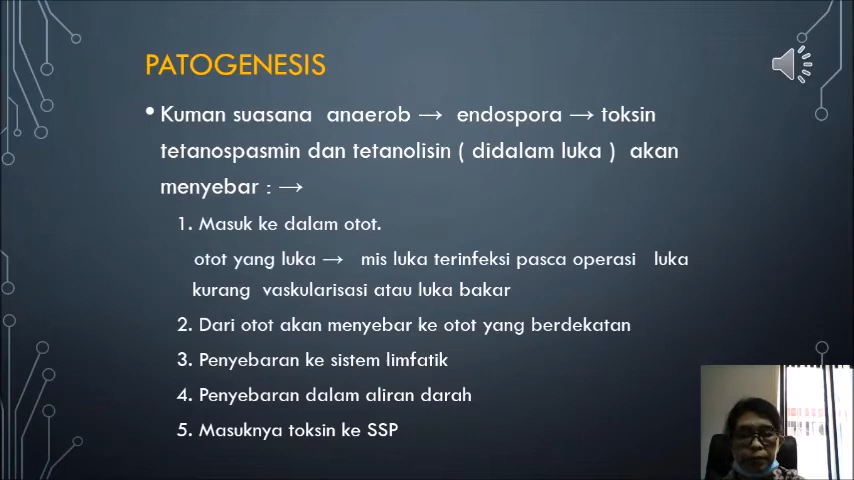 PATOGENESIS
• Kuman suasana anaerob → endospora → toksin
tetanospasmin dan tetanolisin ( didalam luka ) akan
menyebar : →
1. Masuk ke dalam otot.
otot yang luka → mis luka terinfeksi pasca operasi luka
kurang vaskularisasi atau luka bakar
2. Dari otot akan menyebar ke otot yang berdekatan
3. Penyebaran ke sistem limfatik
4. Penyebaran dalam aliran darah
5. Masuknya toksin ke SSP